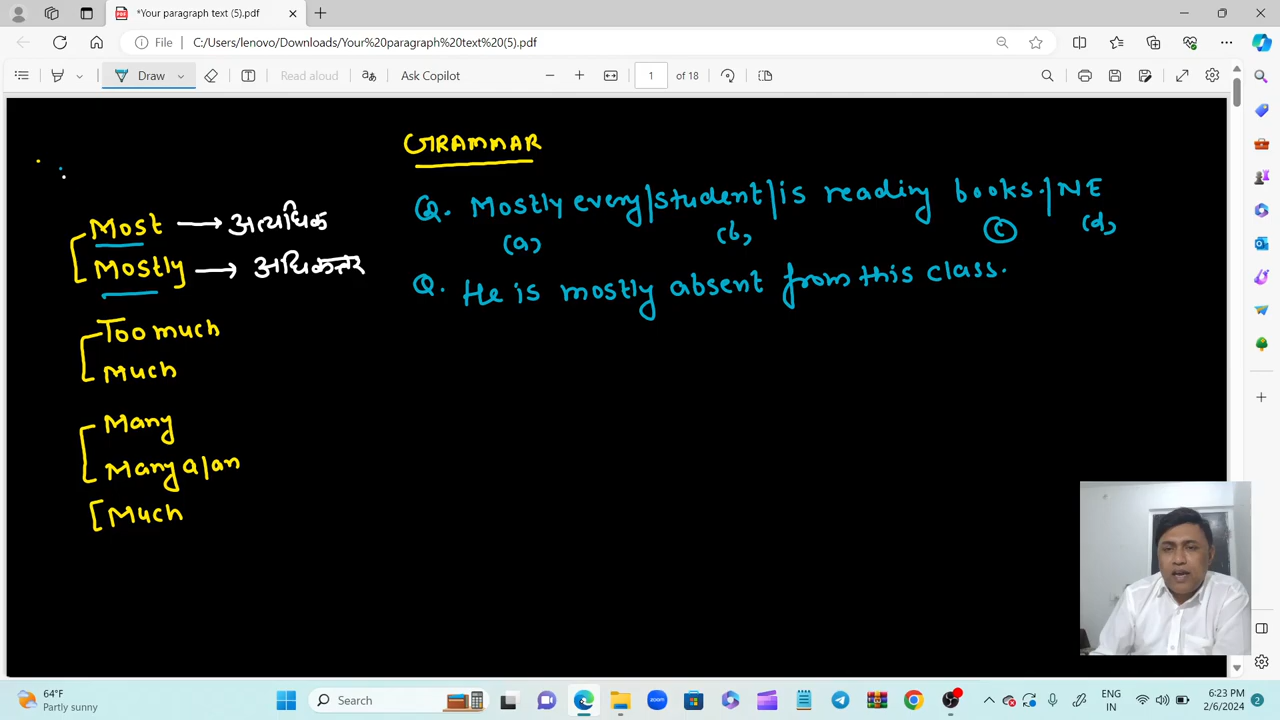 *Your paragraph text (5).pdf
File C:/Users/lenovo/Downloads/Your%20paragraph%20text%20(5).pdf
Draw Read aloud Ask Copilot 1 of 18
GRAMMAR
Q. Mostly every/student/is reading books./NE
(a) (b) (c) (d)
Q. He is mostly absent from this class.
Most → अत्यधिक
Mostly → अधिकतर
Too much
Much
Many
Many a/an
Much
64°F
Partly sunny
Search
ENG
IN
6:23 PM
2/6/2024